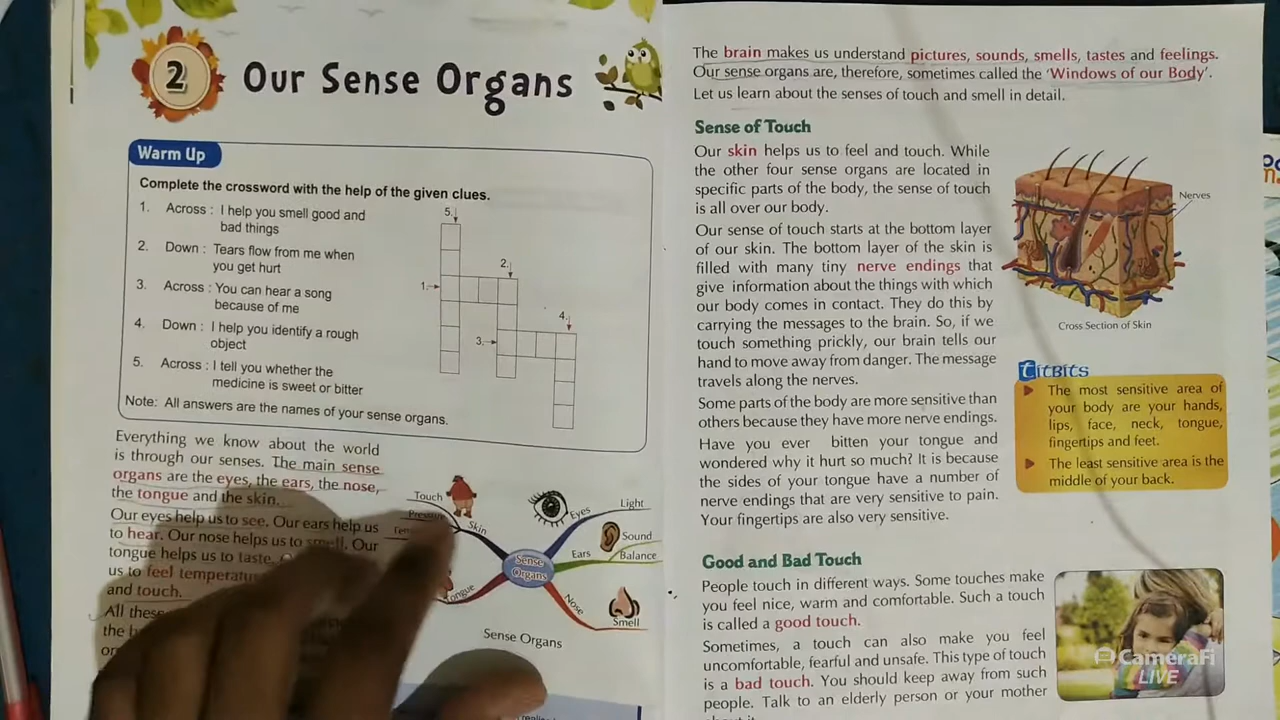 2
Our Sense Organs
Warm Up
Complete the crossword with the help of the given clues.
1. Across : I help you smell good and
bad things
2. Down : Tears flow from me when
you get hurt
3. Across : You can hear a song
because of me
4. Down : I help you identify a rough
object
5. Across : I tell you whether the
medicine is sweet or bitter
Note: All answers are the names of your sense organs.
5.
2.
1.
4.
3.
Everything we know about the world
is through our senses. The main sense
organs are the eyes, the ears, the nose,
the tongue and the skin.
Our eyes help us to see. Our ears help us
to hear. Our nose helps us to smell. Our
tongue helps us to taste.
us to feel
and touch.
All these
the
Touch
Skin
Tongue
Sense
Organs
Eyes
Light
Ears
Sound
Balance
Nose
Smell
Sense Organs
The brain makes us understand pictures, sounds, smells, tastes and feelings.
Our sense organs are, therefore, sometimes called the 'Windows of our Body'.
Let us learn about the senses of touch and smell in detail.
Sense of Touch
Our skin helps us to feel and touch. While
the other four sense organs are located in
specific parts of the body, the sense of touch
is all over our body.
Our sense of touch starts at the bottom layer
of our skin. The bottom layer of the skin is
filled with many tiny nerve endings that
give information about the things with which
our body comes in contact. They do this by
carrying the messages to the brain. So, if we
touch something prickly, our brain tells our
hand to move away from danger. The message
travels along the nerves.
Some parts of the body are more sensitive than
others because they have more nerve endings.
Have you ever bitten your tongue and
wondered why it hurt so much? It is because
the sides of your tongue have a number of
nerve endings that are very sensitive to pain.
Your fingertips are also very sensitive.
Nerves
Cross Section of Skin
TiTBiTs
The most sensitive area of
your body are your hands,
lips, face, neck, tongue,
fingertips and feet.
The least sensitive area is the
middle of your back.
Good and Bad Touch
People touch in different ways. Some touches make
you feel nice, warm and comfortable. Such a touch
is called a good touch.
Sometimes, a touch can also make you feel
uncomfortable, fearful and unsafe. This type of touch
is a bad touch. You should keep away from such
people. Talk to an elderly person or your mother
CameraFi
LIVE